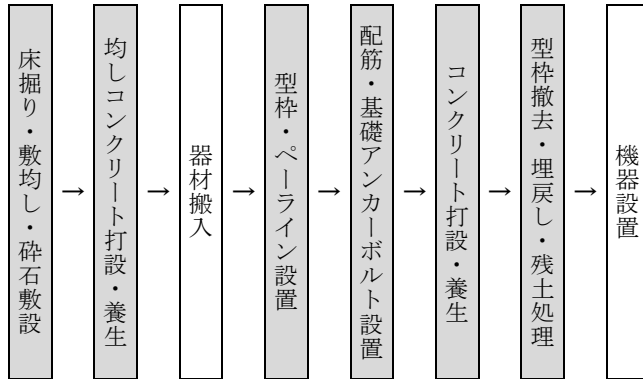 床掘り・敷均し・砕石敷設
→
均しコンクリート打設・養生
→
器材搬入
→
型枠・ペーライン設置
→
配筋・基礎アンカーボルト設置
→
コンクリート打設・養生
→
型枠撤去・埋戻し・残土処理
→
機器設置